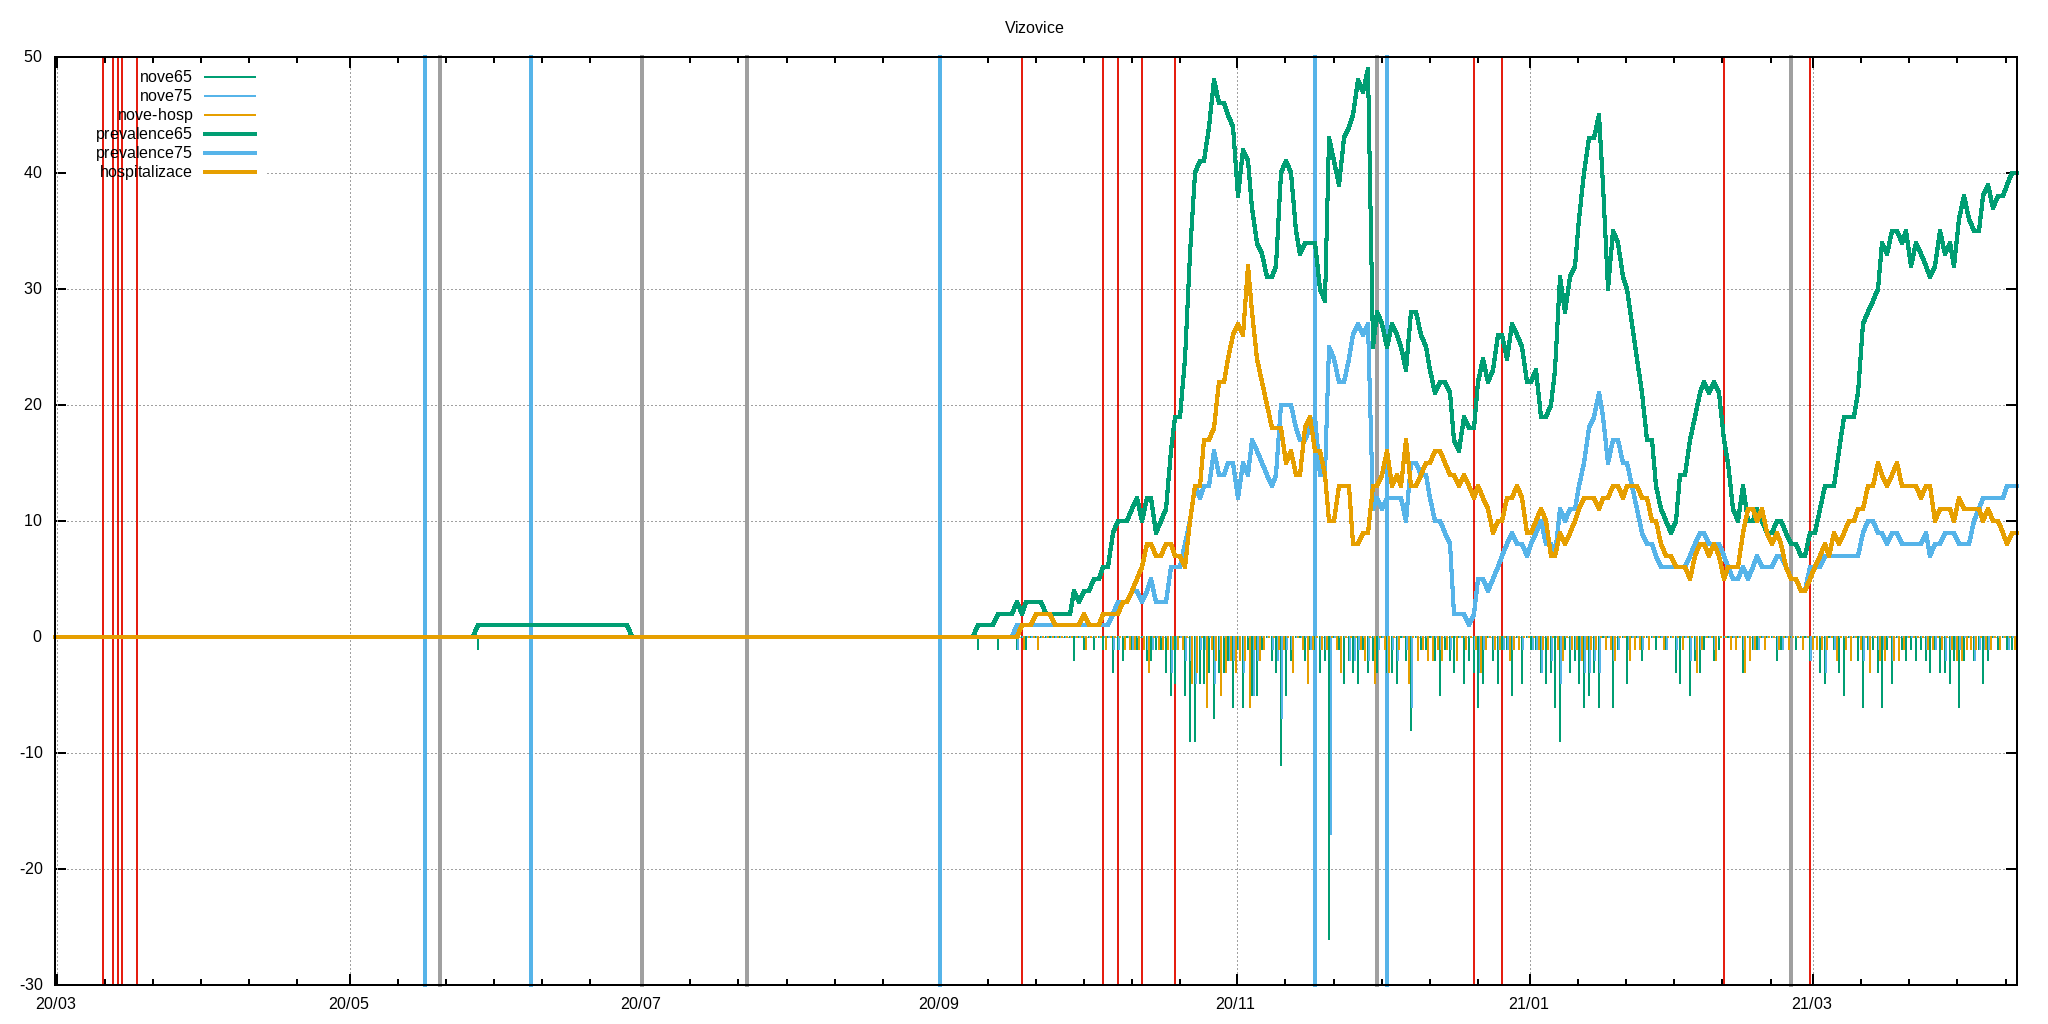 Vizovice
50
40
30
20
10
0
-10
-20
-30
nove65
nove75
nove-hosp
prevalence65
prevalence75
hospitalizace
20/03 20/05 20/07 20/09 20/11 21/01 21/03